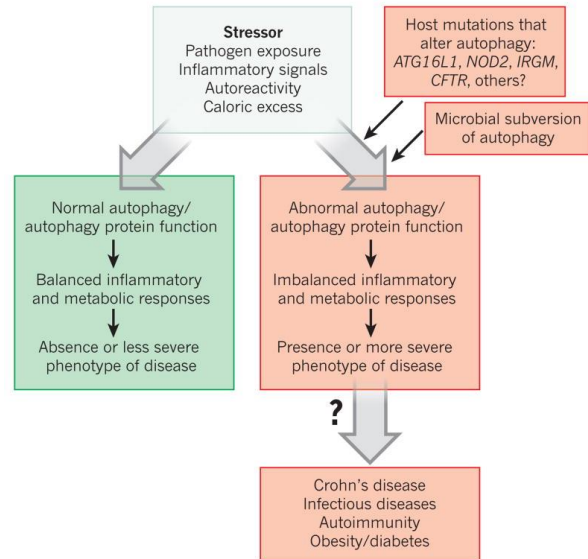 Stressor
Pathogen exposure
Inflammatory signals
Autoreactivity
Caloric excess
Host mutations that
alter autophagy:
ATG16L1, NOD2, IRGM,
CFTR, others?
Microbial subversion
of autophagy
Normal autophagy/
autophagy protein function
Balanced inflammatory
and metabolic responses
Absence or less severe
phenotype of disease
Abnormal autophagy/
autophagy protein function
Imbalanced inflammatory
and metabolic responses
Presence or more severe
phenotype of disease
?
Crohn's disease
Infectious diseases
Autoimmunity
Obesity/diabetes